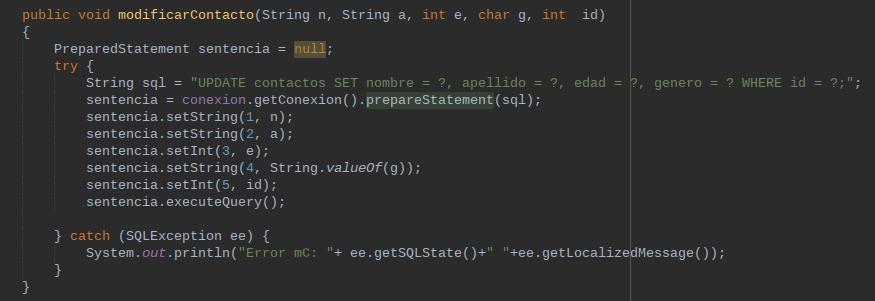 public void modificarContacto(String n, String a, int e, char g, int  id)
{
    PreparedStatement sentencia = null;
    try {
        String sql = "UPDATE contactos SET nombre = ?, apellido = ?, edad = ?, genero = ? WHERE id = ?;";
        sentencia = conexion.getConexion().prepareStatement(sql);
        sentencia.setString(1, n);
        sentencia.setString(2, a);
        sentencia.setInt(3, e);
        sentencia.setString(4, String.valueOf(g));
        sentencia.setInt(5, id);
        sentencia.executeQuery();

    } catch (SQLException ee) {
        System.out.println("Error mC: "+ ee.getSQLState()+" "+ee.getLocalizedMessage());
    }
}